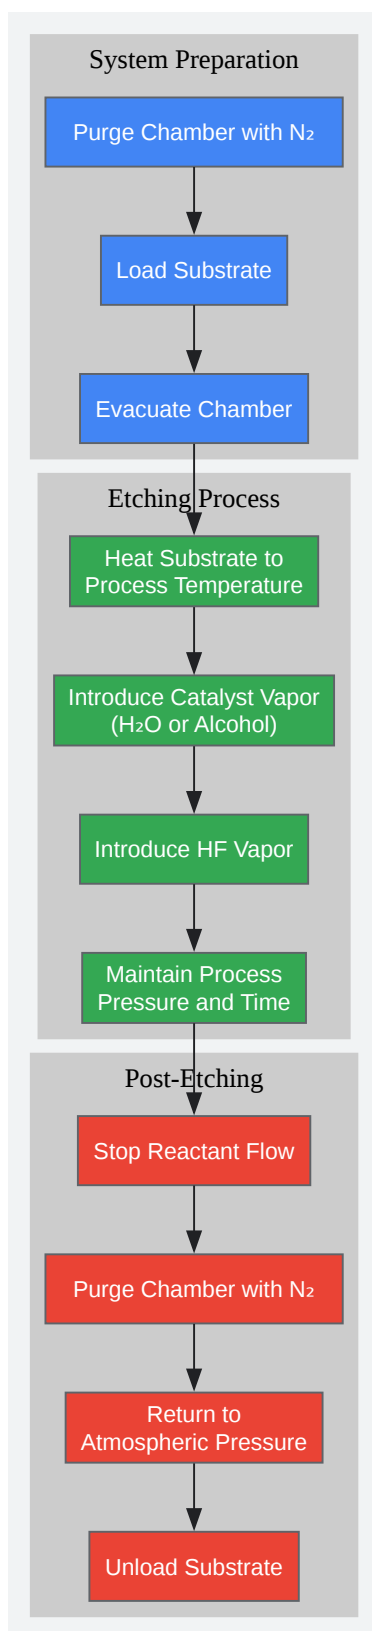 System Preparation
Purge Chamber with N₂
Load Substrate
Evacuate Chamber
Etching Process
Heat Substrate to
Process Temperature
Introduce Catalyst Vapor
(H₂O or Alcohol)
Introduce HF Vapor
Maintain Process
Pressure and Time
Post-Etching
Stop Reactant Flow
Purge Chamber with N₂
Return to
Atmospheric Pressure
Unload Substrate